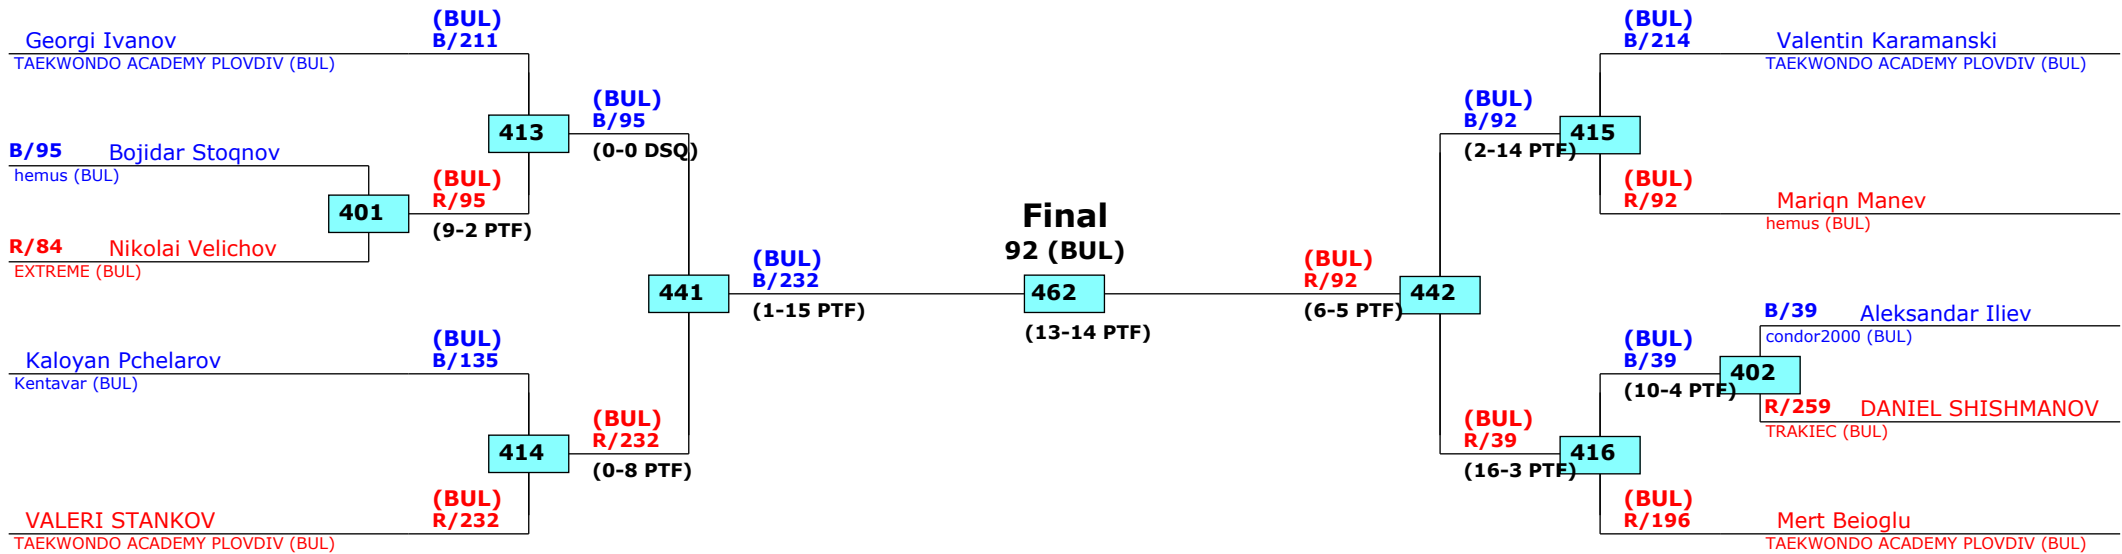 (BUL)
B/211
Georgi Ivanov
TAEKWONDO ACADEMY PLOVDIV (BUL)
413
(BUL)
B/95
(0-0 DSQ)
B/95 Bojidar Stoqnov
hemus (BUL)
401
(BUL)
R/95
(9-2 PTF)
R/84 Nikolai Velichov
EXTREME (BUL)
441
(BUL)
B/232
(1-15 PTF)
(BUL)
B/135
Kaloyan Pchelarov
Kentavar (BUL)
414
(BUL)
R/232
(0-8 PTF)
(BUL)
R/232
VALERI STANKOV
TAEKWONDO ACADEMY PLOVDIV (BUL)
Final
92 (BUL)
462
(13-14 PTF)
(BUL)
B/214
Valentin Karamanski
TAEKWONDO ACADEMY PLOVDIV (BUL)
(BUL)
B/92
(2-14 PTF)
415
(BUL)
R/92
Mariqn Manev
hemus (BUL)
(BUL)
R/92
(6-5 PTF)
442
B/39 Aleksandar Iliev
condor2000 (BUL)
(BUL)
B/39
(10-4 PTF)
402
R/259 DANIEL SHISHMANOV
TRAKIEC (BUL)
(BUL)
R/39
(16-3 PTF)
416
(BUL)
R/196
Mert Beioglu
TAEKWONDO ACADEMY PLOVDIV (BUL)